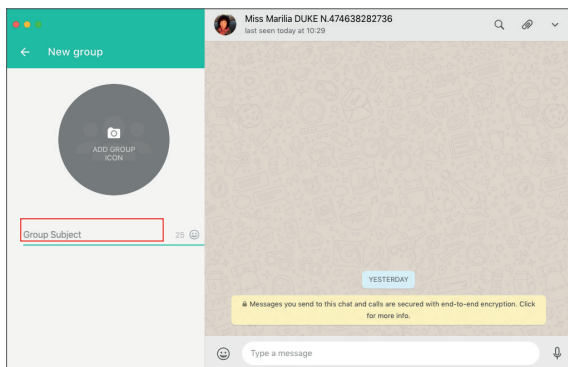 New group
ADD GROUP
ICON
Group Subject
25
Miss Marilia DUKE N.474638282736
last seen today at 10:29
YESTERDAY
Messages you send to this chat and calls are secured with end-to-end encryption. Click
for more info.
Type a message